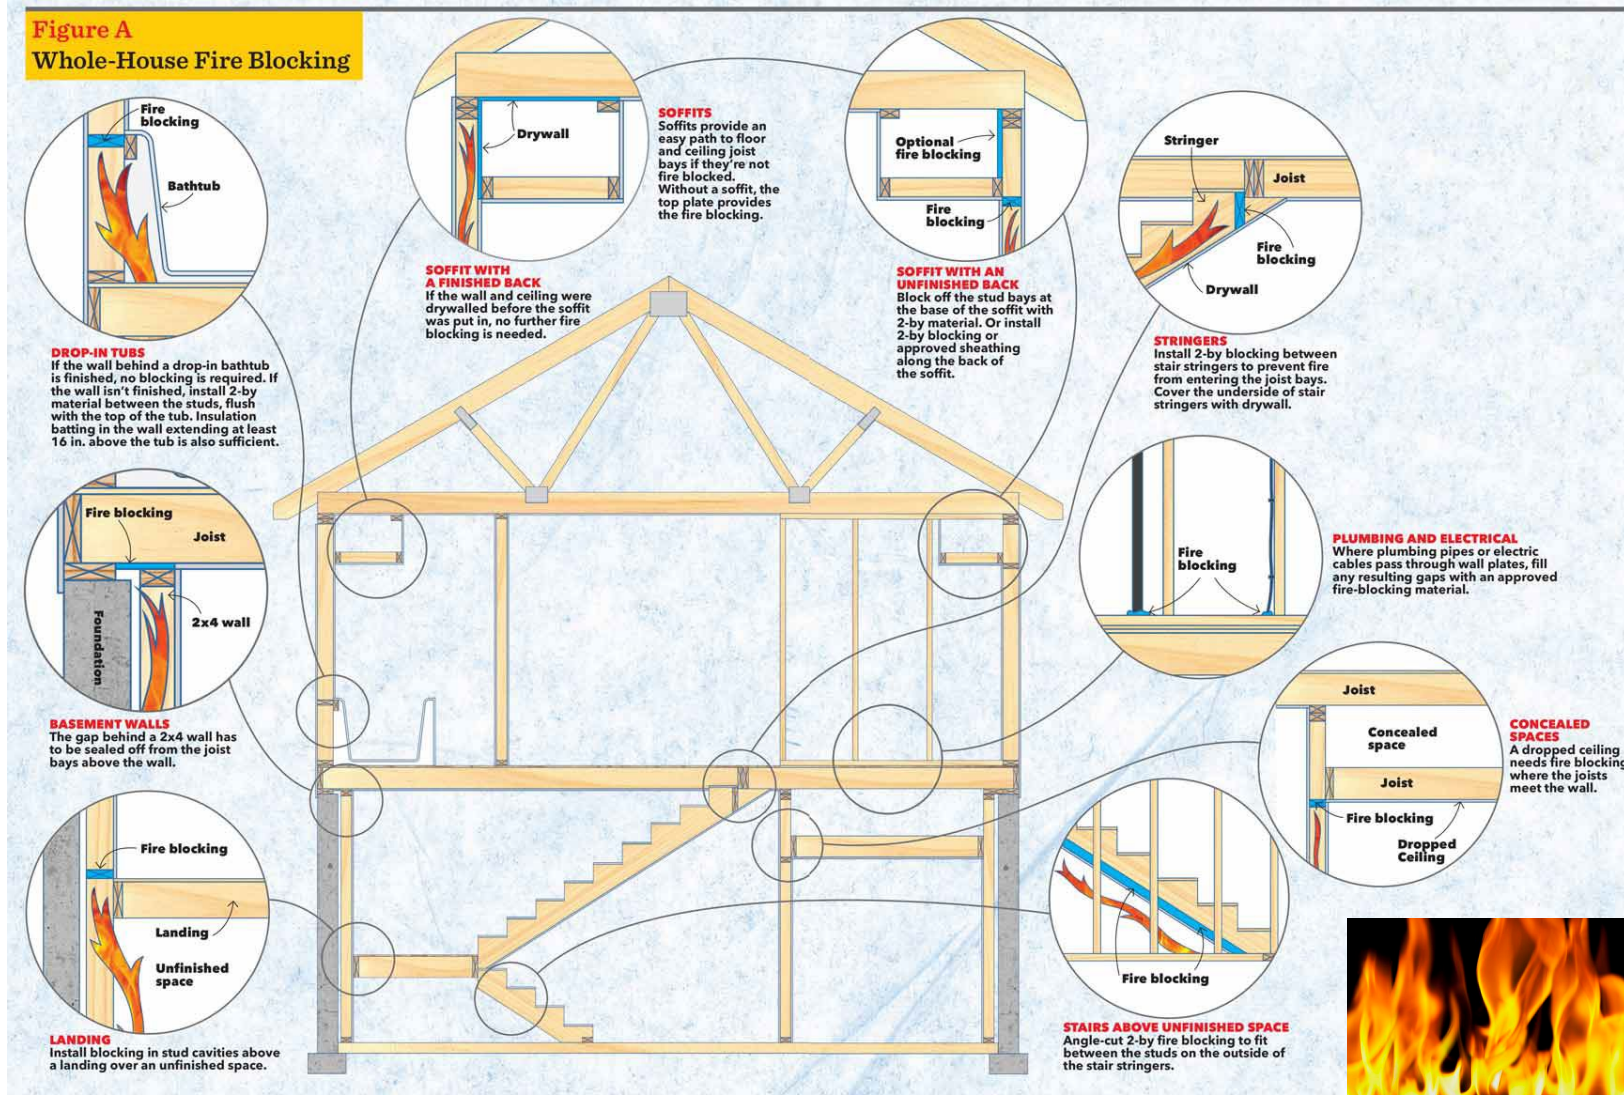 Figure A
Whole-House Fire Blocking
Fire
blocking
Bathtub
DROP-IN TUBS
If the wall behind a drop-in bathtub
is finished, no blocking is required. If
the wall isn't finished, install 2-by
material between the studs, flush
with the top of the tub. Insulation
batting in the wall extending at least
16 in. above the tub is also sufficient.
Drywall
SOFFIT WITH
A FINISHED BACK
If the wall and ceiling were
drywalled before the soffit
was put in, no further fire
blocking is needed.
SOFFITS
Soffits provide an
easy path to floor
and ceiling joist
bays if they're not
fire blocked.
Without a soffit, the
top plate provides
the fire blocking.
Optional
fire blocking
Fire
blocking
SOFFIT WITH AN
UNFINISHED BACK
Block off the stud bays at
the base of the soffit with
2-by material. Or install
2-by blocking or
approved sheathing
along the back of
the soffit.
Stringer
Joist
Fire
blocking
Drywall
STRINGERS
Install 2-by blocking between
stair stringers to prevent fire
from entering the joist bays.
Cover the underside of stair
stringers with drywall.
Fire blocking
Joist
2x4 wall
Foundation
BASEMENT WALLS
The gap behind a 2x4 wall has
to be sealed off from the joist
bays above the wall.
Fire
blocking
PLUMBING AND ELECTRICAL
Where plumbing pipes or electric
cables pass through wall plates, fill
any resulting gaps with an approved
fire-blocking material.
Joist
Concealed
space
Joist
Fire blocking
Dropped
Ceiling
CONCEALED
SPACES
A dropped ceiling
needs fire blocking
where the joists
meet the wall.
Fire blocking
Landing
Unfinished
space
LANDING
Install blocking in stud cavities above
a landing over an unfinished space.
Fire blocking
STAIRS ABOVE UNFINISHED SPACE
Angle-cut 2-by fire blocking to fit
between the studs on the outside of
the stair stringers.